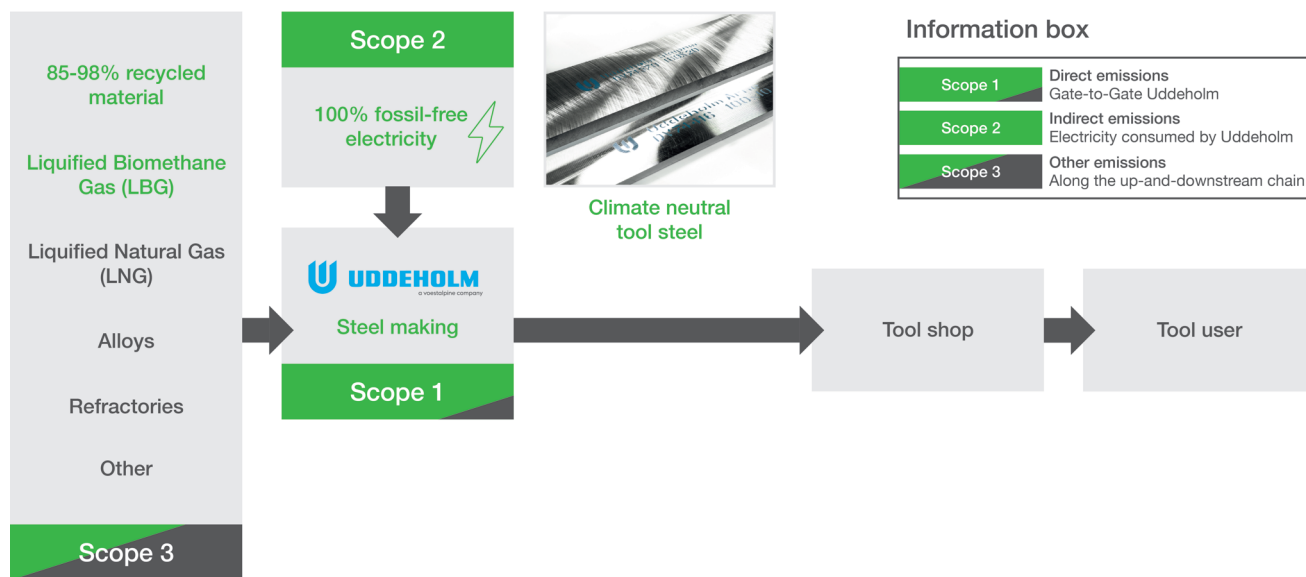 85-98% recycled
material
Liquified Biomethane
Gas (LBG)
Liquified Natural Gas
(LNG)
Alloys
Refractories
Other
Scope 3
Scope 2
100% fossil-free
electricity
UDDEHOLM
a voestalpine company
Steel making
Scope 1
Climate neutral
tool steel
Tool shop
Tool user
Information box
Scope 1
Direct emissions
Gate-to-Gate Uddeholm
Scope 2
Indirect emissions
Electricity consumed by Uddeholm
Scope 3
Other emissions
Along the up-and-downstream chain